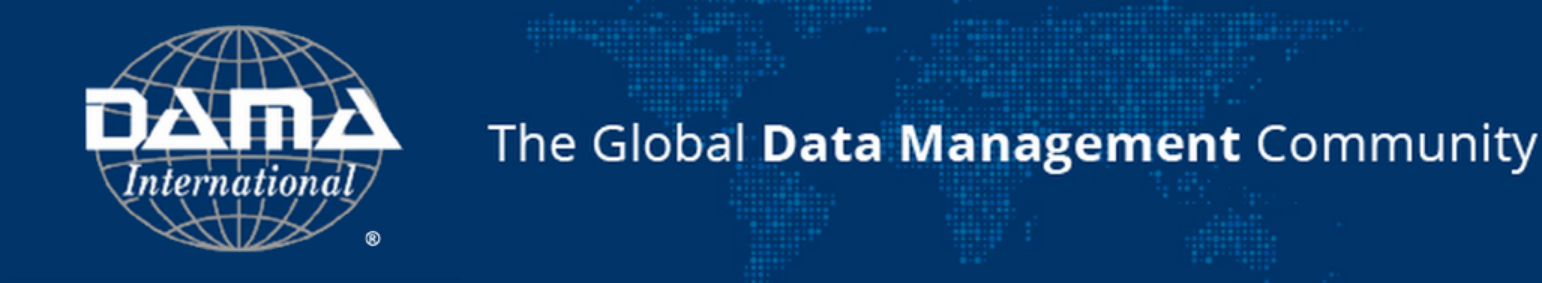 DAMA
International
®
The Global Data Management Community